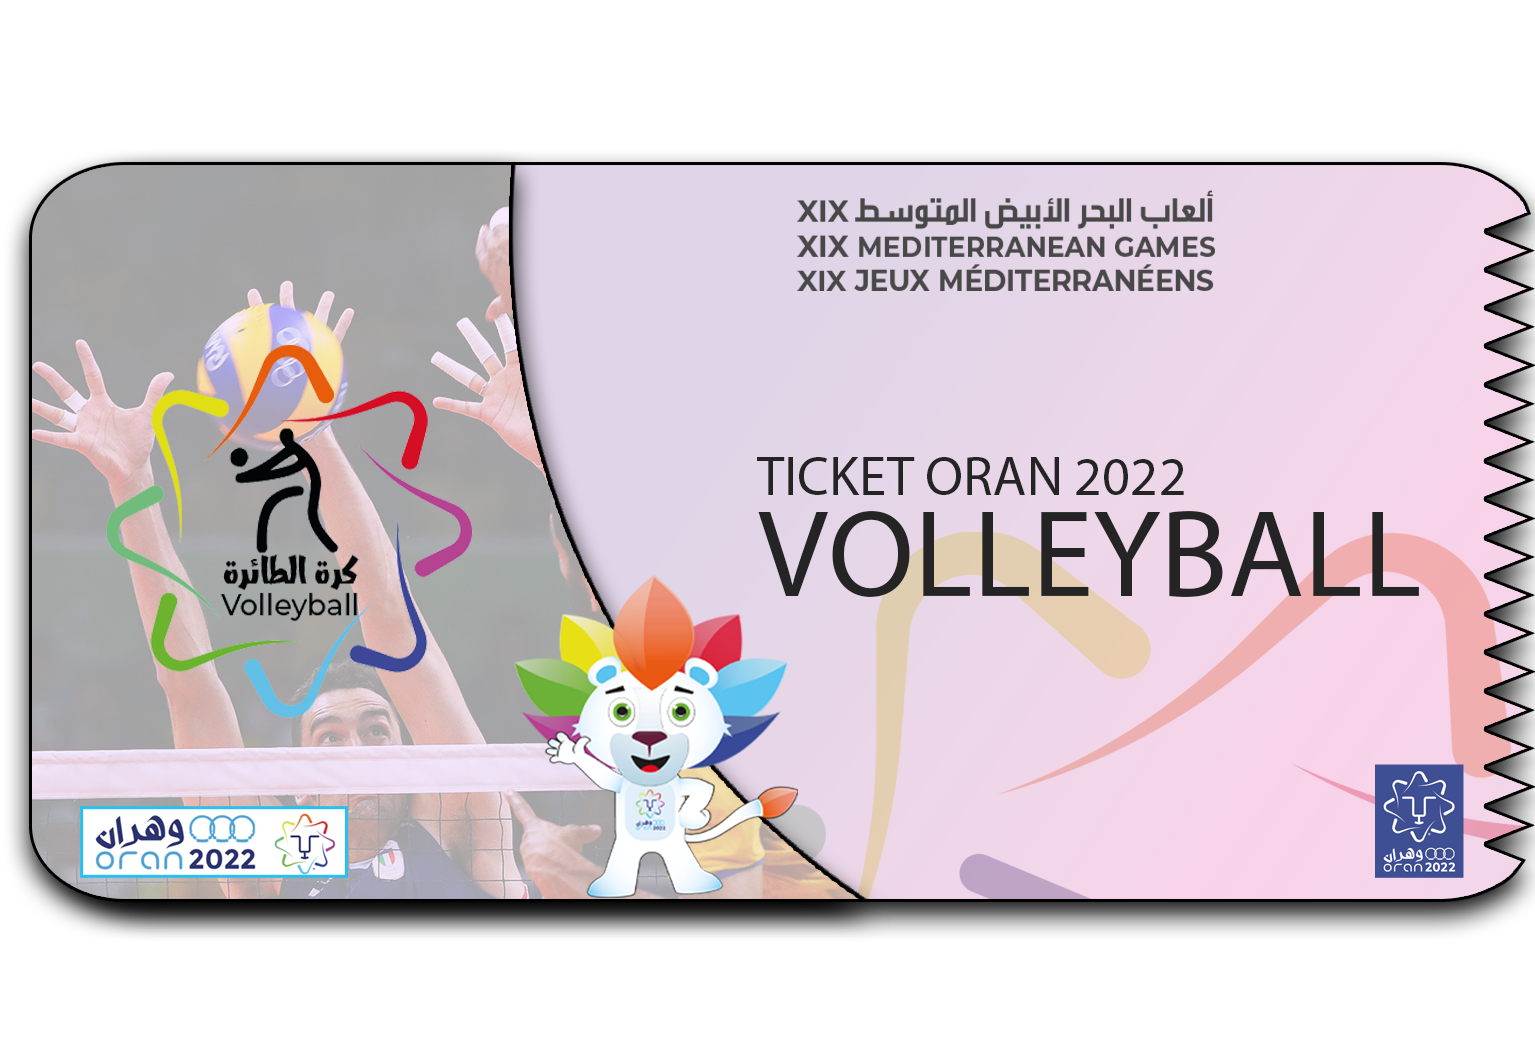 XIX ألعاب البحر الأبيض المتوسط
XIX MEDITERRANEAN GAMES
XIX JEUX MÉDITERRANÉENS
TICKET ORAN 2022
VOLLEYBALL
كرة الطائرة
Volleyball
وهران
oran 2022
وهران
oran 2022